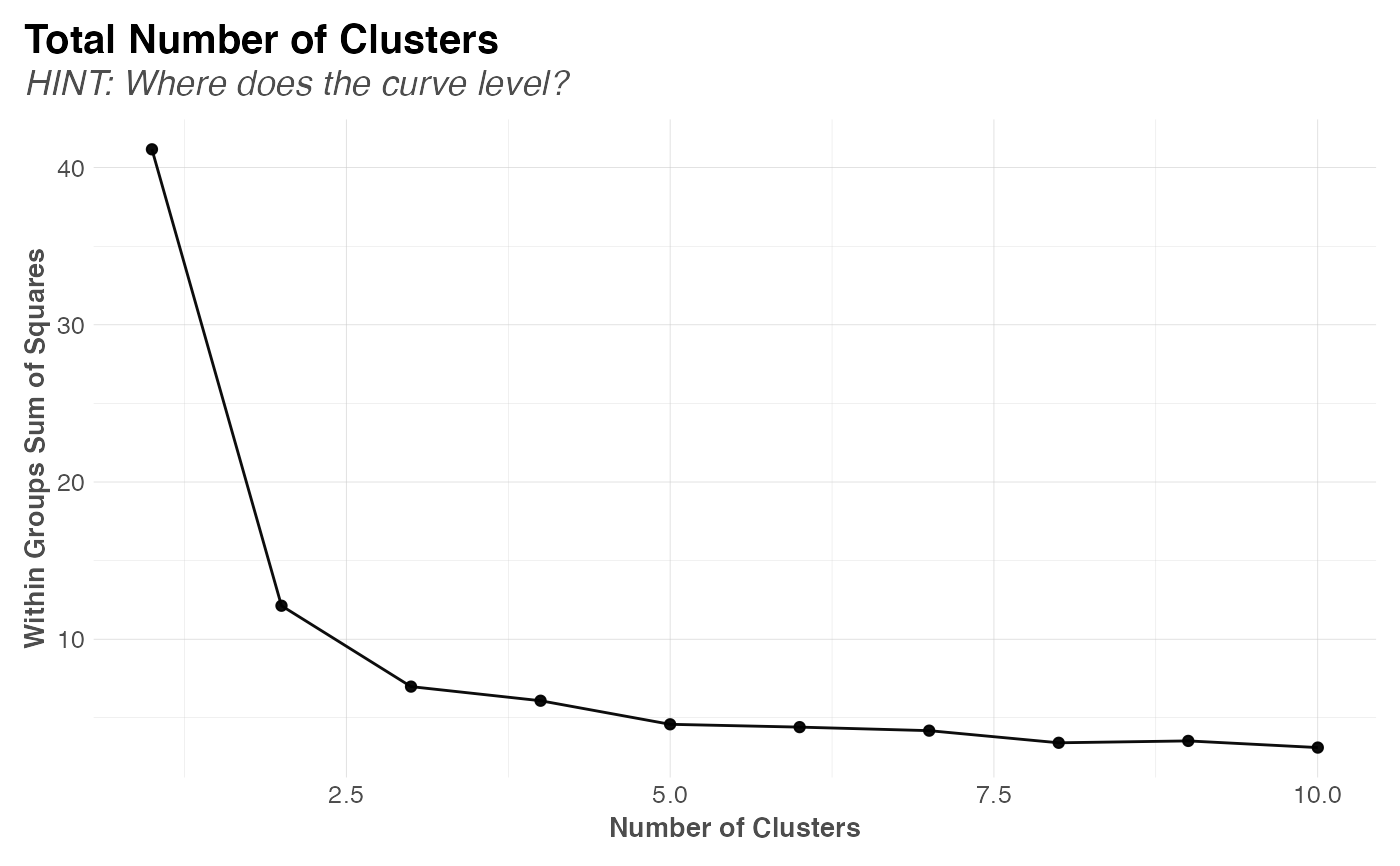 Total Number of Clusters
HINT: Where does the curve level?
Within Groups Sum of Squares
40
30
20
10
2.5
5.0
7.5
10.0
Number of Clusters